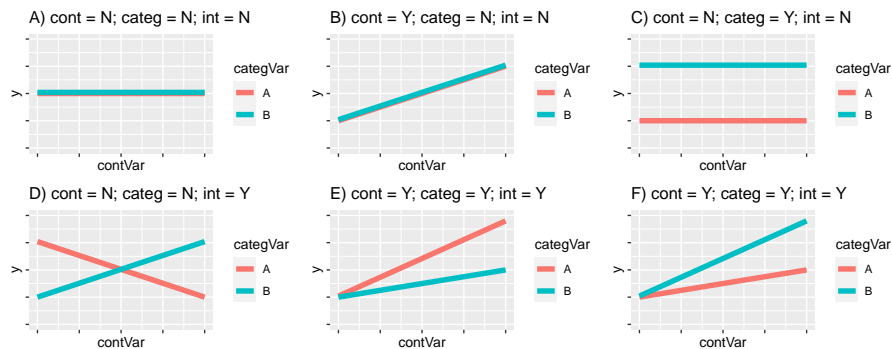 A) cont = N; categ = N; int = N
B) cont = Y; categ = N; int = N
C) cont = N; categ = Y; int = N
y
categVar
A
B
contVar
y
categVar
A
B
contVar
y
categVar
A
B
contVar
D) cont = N; categ = N; int = Y
E) cont = Y; categ = Y; int = Y
F) cont = Y; categ = Y; int = Y
y
categVar
A
B
contVar
y
categVar
A
B
contVar
y
categVar
A
B
contVar